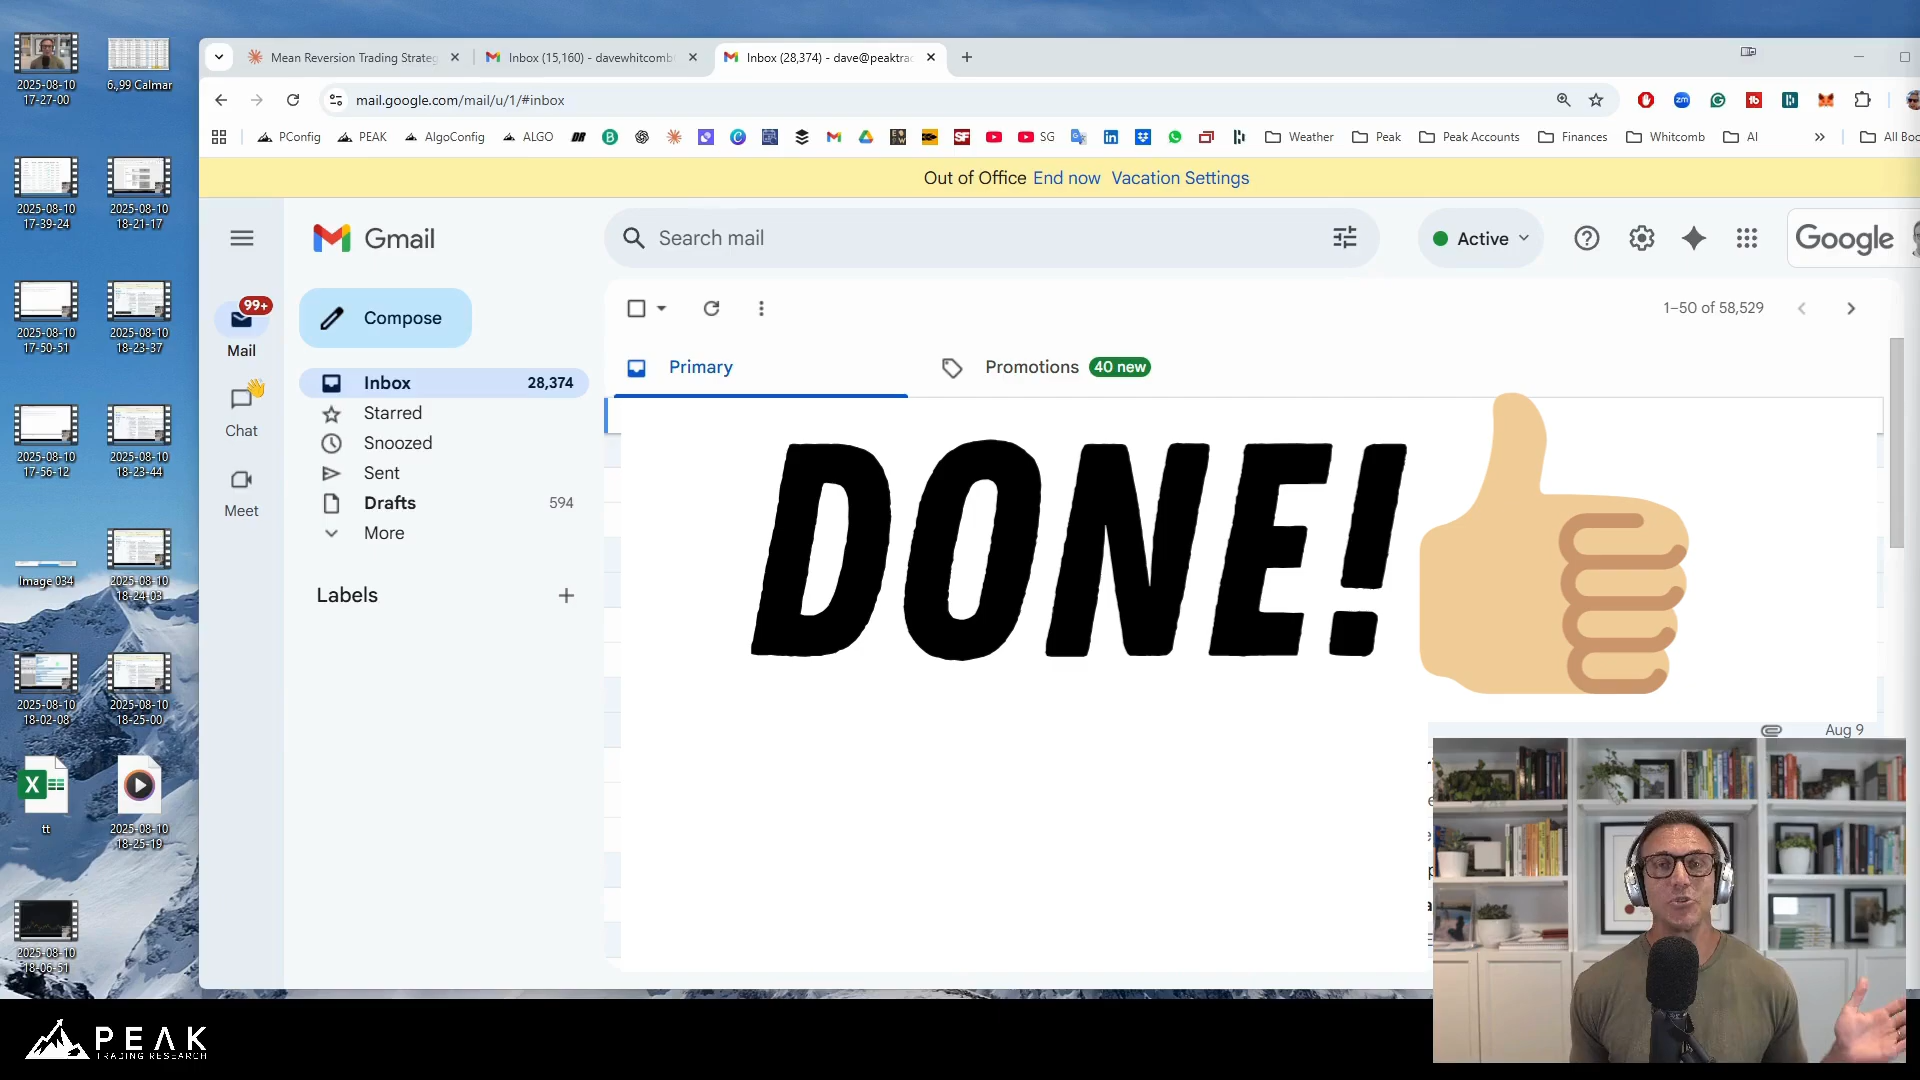 2025-08-10
17-27-00
6,,99 Calmar
2025-08-10
17-39-24
2025-08-10
18-21-17
2025-08-10
17-50-51
2025-08-10
18-23-37
2025-08-10
17-56-12
2025-08-10
18-23-44
Image 034
2025-08-10
18-24-03
2025-08-10
18-02-08
2025-08-10
18-25-00
tt
2025-08-10
18-25-19
2025-08-10
18-06-51
Mean Reversion Trading Strateg
Inbox (15,160) - davewhitcomb
Inbox (28,374) - dave@peaktrad
mail.google.com/mail/u/1/#inbox
PConfig PEAK AlgoConfig ALGO SG Weather Peak Peak Accounts Finances Whitcomb AI All Boo
Out of Office End now Vacation Settings
Gmail
Search mail
Active
Google
Compose
99+
Mail
Chat
Meet
Inbox 28,374
Starred
Snoozed
Sent
Drafts 594
More
Labels
1–50 of 58,529
Primary
Promotions 40 new
DONE!
Aug 9
PEAK
TRADING RESEARCH